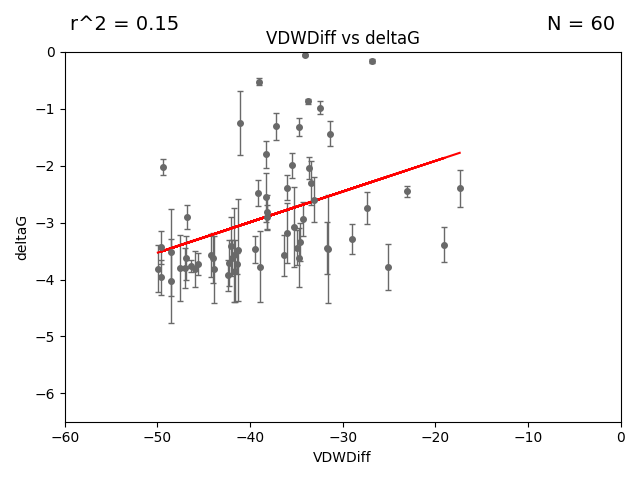 r^2 = 0.15
N = 60
VDWDiff vs deltaG
0
−1
−2
−3
−4
−5
−6
deltaG
−60 −50 −40 −30 −20 −10 0
VDWDiff